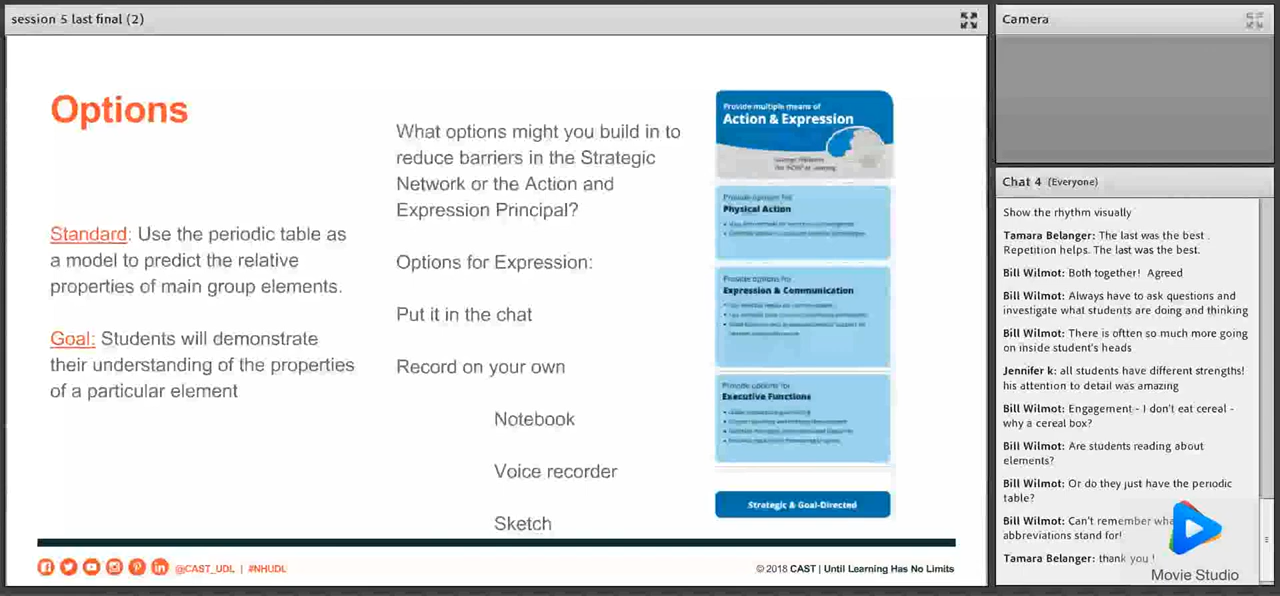 session 5 last final (2)
Options
Standard: Use the periodic table as
a model to predict the relative
properties of main group elements.
Goal: Students will demonstrate
their understanding of the properties
of a particular element
What options might you build in to
reduce barriers in the Strategic
Network or the Action and
Expression Principal?
Options for Expression:
Put it in the chat
Record on your own
Notebook
Voice recorder
Sketch
Provide multiple means of
Action & Expression
Provide options for
Physical Action
Provide options for
Expression & Communication
Provide options for
Executive Functions
Strategic & Goal-Directed
@CAST_UDL | #NHUDL
© 2018 CAST | Until Learning Has No Limits
Camera
Chat 4 (Everyone)
Show the rhythm visually
Tamara Belanger: The last was the best .
Repetition helps. The last was the best.
Bill Wilmot: Both together! Agreed
Bill Wilmot: Always have to ask questions and
investigate what students are doing and thinking
Bill Wilmot: There is often so much more going
on inside student's heads
Jennifer k: all students have different strengths!
his attention to detail was amazing
Bill Wilmot: Engagement - I don't eat cereal -
why a cereal box?
Bill Wilmot: Are students reading about
elements?
Bill Wilmot: Or do they just have the periodic
table?
Bill Wilmot: Can't remember
abbreviations stand for!
Tamara Belanger: thank you !
Movie Studio